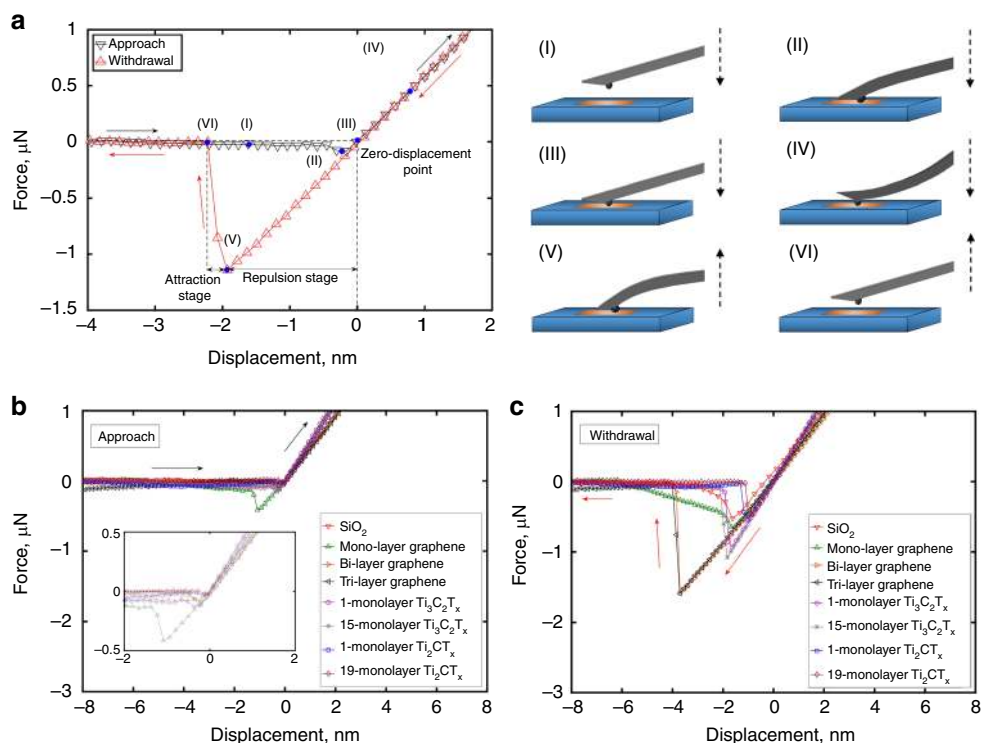 a
Approach
Withdrawal
(IV)
(VI)
(I)
(III)
(II)
(V)
Zero-displacement
point
Attraction
stage
Repulsion stage
1
0.5
0
−0.5
−1
−1.5
−4
−3
−2
−1
0
1
2
Force, μN
Displacement, nm
(I)
(II)
(III)
(IV)
(V)
(VI)
b
Approach
1
0
−1
−2
−3
−8
−6
−4
−2
0
2
4
6
8
Force, μN
Displacement, nm
0.5
0
−0.5
−2
0
2
SiO₂
Mono-layer graphene
Bi-layer graphene
Tri-layer graphene
1-monolayer Ti₃C₂Tₓ
15-monolayer Ti₃C₂Tₓ
1-monolayer Ti₂CTₓ
19-monolayer Ti₂CTₓ
c
Withdrawal
1
0
−1
−2
−3
−8
−6
−4
−2
0
2
4
6
8
Force, μN
Displacement, nm
SiO₂
Mono-layer graphene
Bi-layer graphene
Tri-layer graphene
1-monolayer Ti₃C₂Tₓ
15-monolayer Ti₃C₂Tₓ
1-monolayer Ti₂CTₓ
19-monolayer Ti₂CTₓ